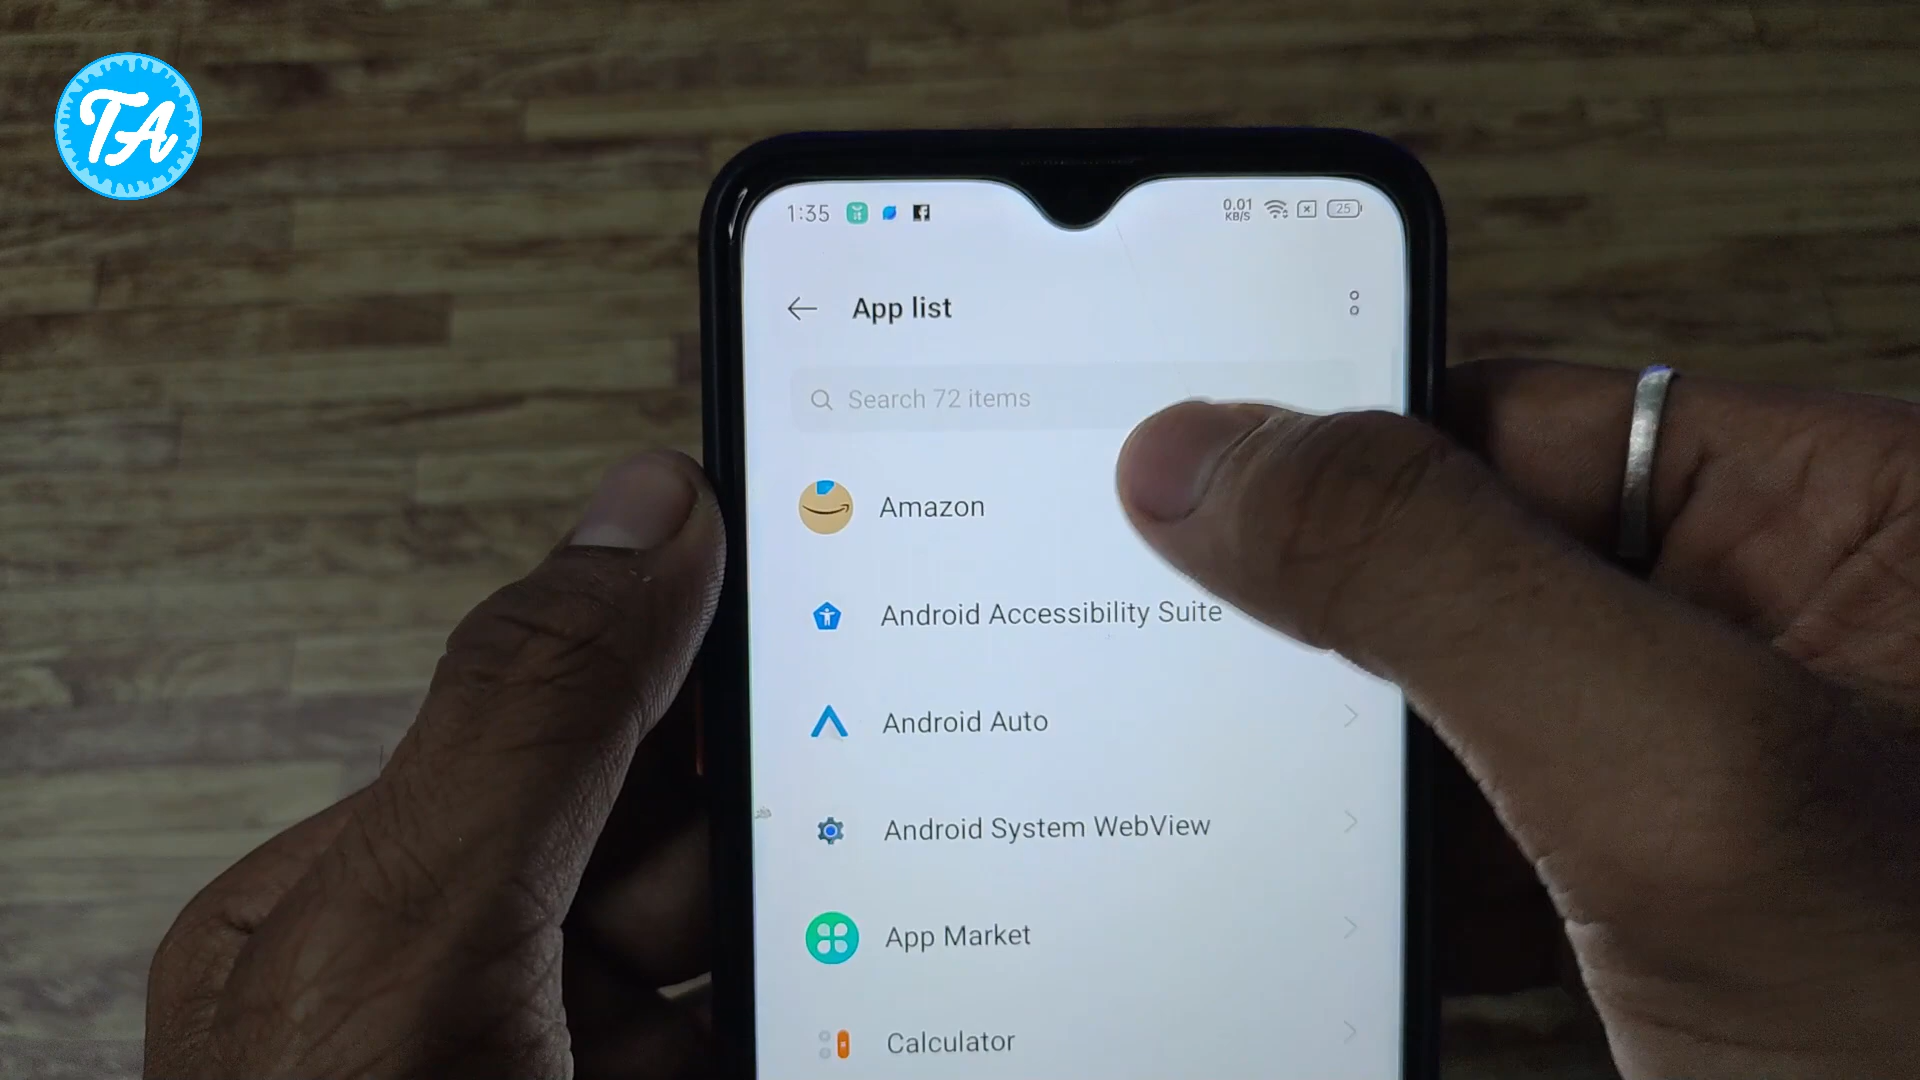 TA
1:35
0.01
KB/S
25
App list
Search 72 items
Amazon
Android Accessibility Suite
Android Auto
Android System WebView
App Market
Calculator